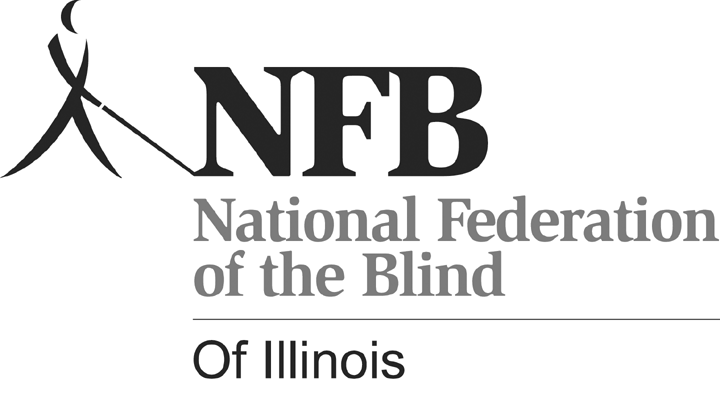 NFB
National Federation
of the Blind
Of Illinois